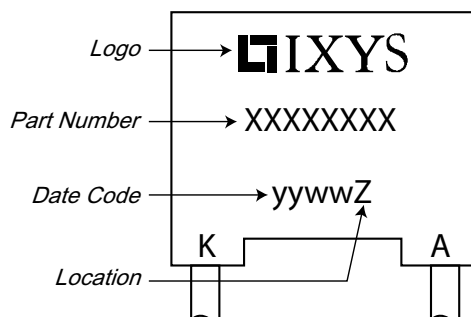 Logo IXYS
Part Number XXXXXXXX
Date Code yywwZ
K A
Location